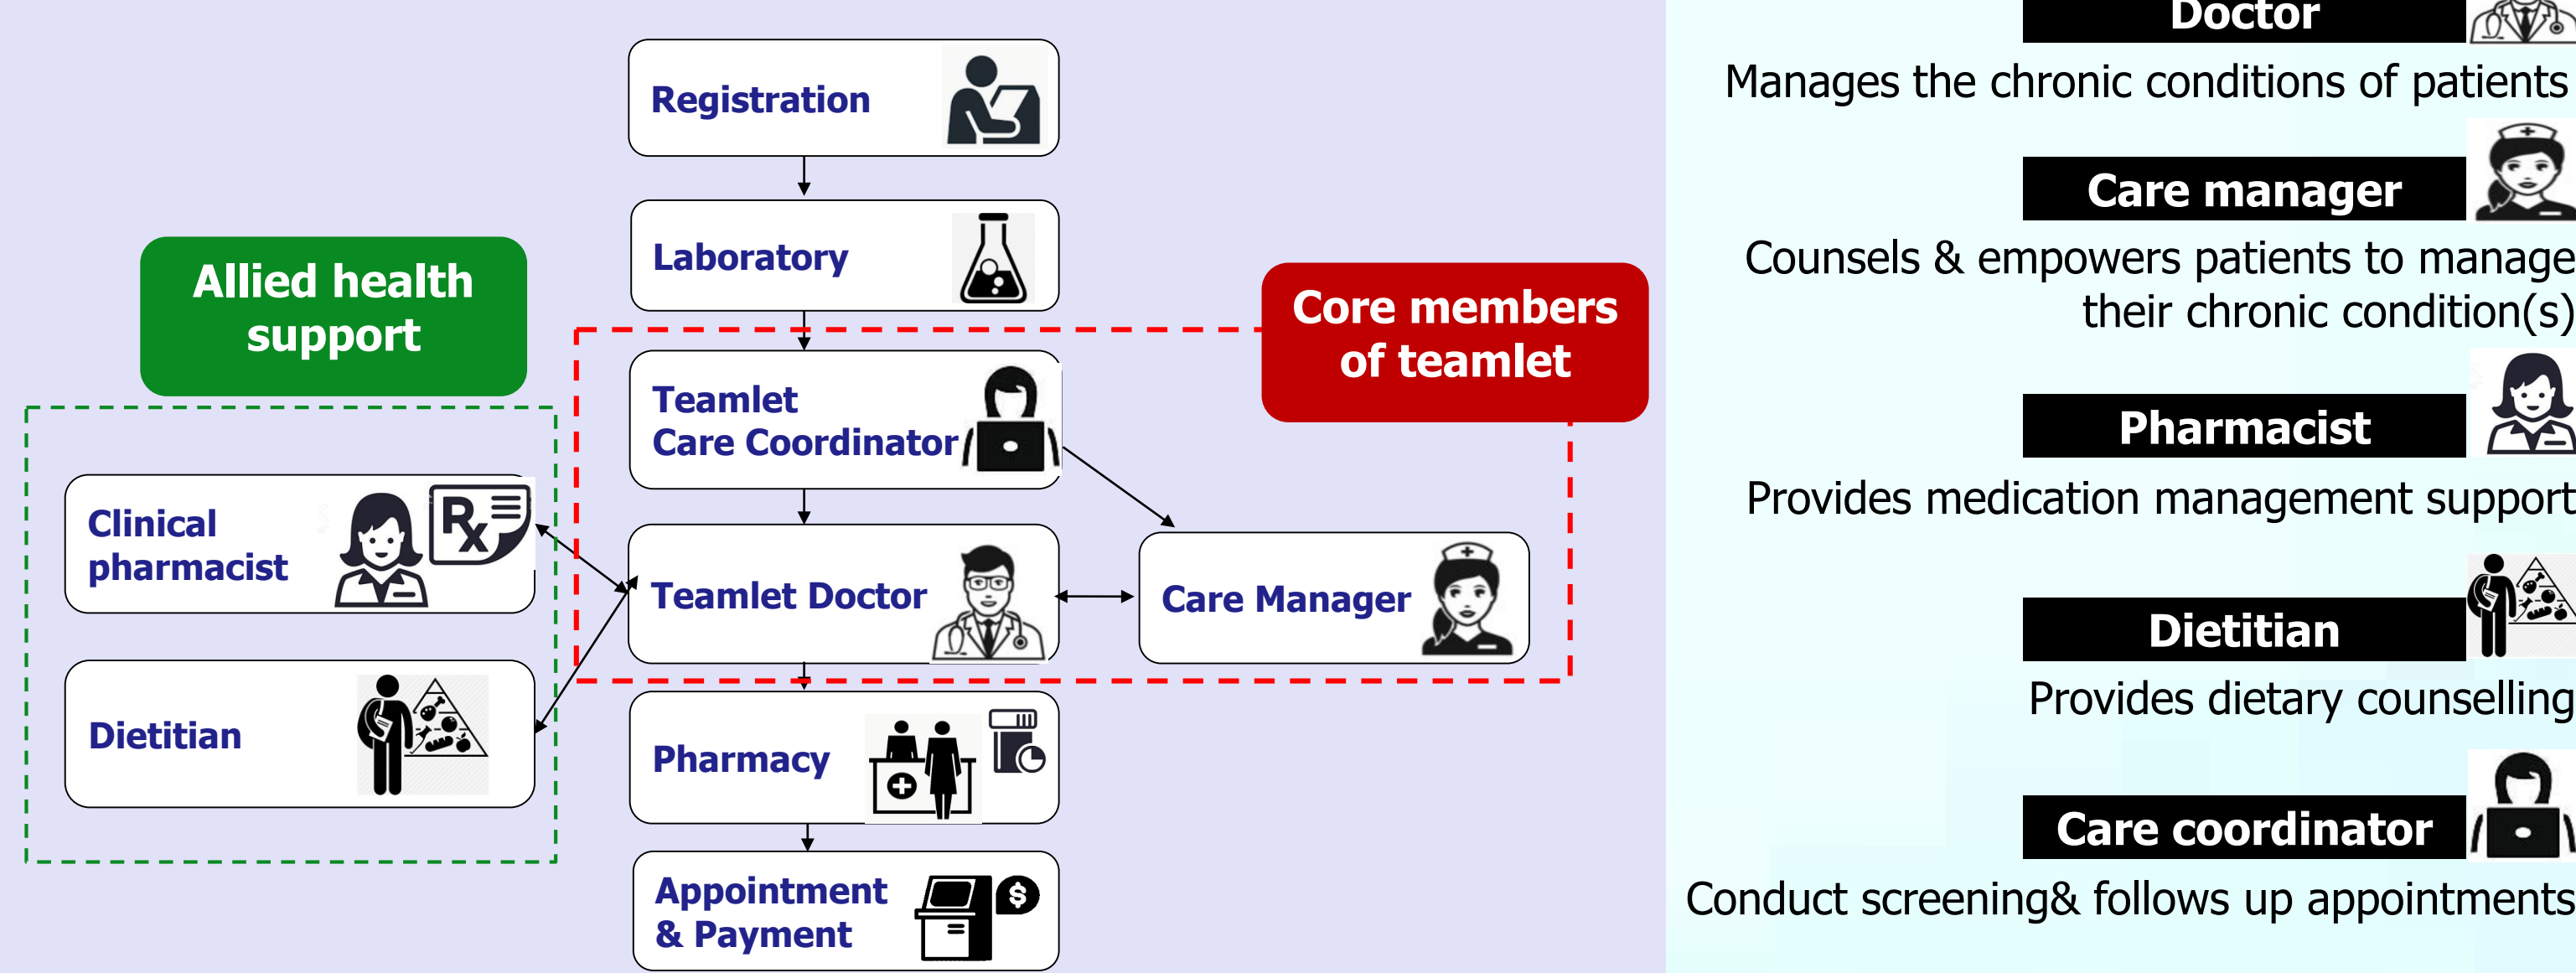 Registration
Laboratory
Allied health
support
Core members
of teamlet
Teamlet
Care Coordinator
Clinical
pharmacist
Rx
Teamlet Doctor
Care Manager
Dietitian
Pharmacy
Appointment
& Payment
$
Doctor
Manages the chronic conditions of patients
Care manager
Counsels & empowers patients to manage
their chronic condition(s)
Pharmacist
Provides medication management support
Dietitian
Provides dietary counselling
Care coordinator
Conduct screening& follows up appointments